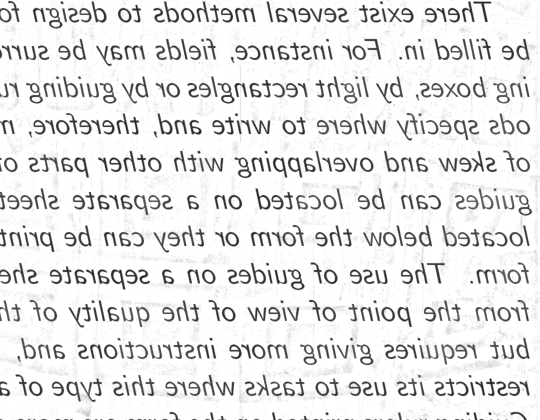 There exist several methods to design fo
be filled in. For instance, fields may be surro
ing boxes, by light rectangles or by guiding ru
ods specify where to write and, therefore, m
of skew and overlapping with other parts of
guides can be located on a separate sheet
located below the form or they can be print
form. The use of guides on a separate she
from the point of view of the quality of th
but requires giving more instructions and,
restricts its use to tasks where this type of a